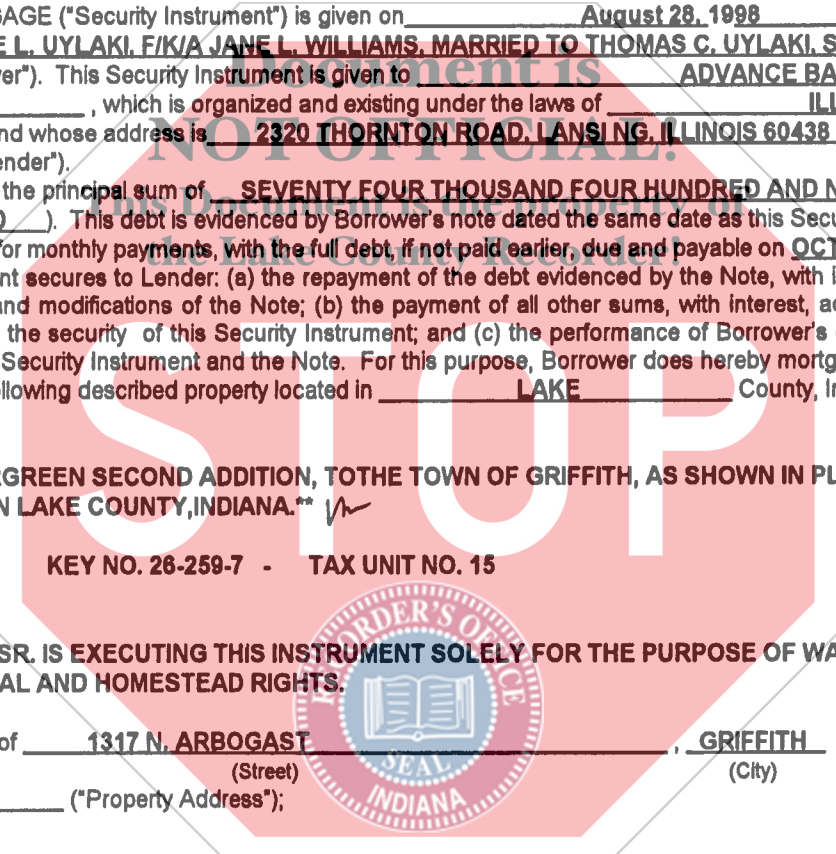 GAGE ("Security Instrument") is given on August 28, 1998
E L. UYLAKI, F/K/A JANE L. WILLIAMS, MARRIED TO THOMAS C. UYLAKI, S
ver"). This Security Instrument is given to ADVANCE BA
, which is organized and existing under the laws of ILL
nd whose address is 2320 THORNTON ROAD, LANSI NG, ILLINOIS 60438
ender").
the principal sum of SEVENTY FOUR THOUSAND FOUR HUNDRED AND N
). This debt is evidenced by Borrower's note dated the same date as this Secu
for monthly payments, with the full debt, if not paid earlier, due and payable on OCT
nt secures to Lender: (a) the repayment of the debt evidenced by the Note, with i
and modifications of the Note; (b) the payment of all other sums, with interest, ad
the security of this Security Instrument; and (c) the performance of Borrower's
Security Instrument and the Note. For this purpose, Borrower does hereby mortg
llowing described property located in LAKE County, In
RGREEN SECOND ADDITION, TOTHE TOWN OF GRIFFITH, AS SHOWN IN PL
N LAKE COUNTY,INDIANA.**
KEY NO. 26-259-7 - TAX UNIT NO. 15
SR. IS EXECUTING THIS INSTRUMENT SOLELY FOR THE PURPOSE OF WA
AL AND HOMESTEAD RIGHTS.
of 1317 N. ARBOGAST , GRIFFITH
(Street) (City)
("Property Address");
Document is
NOT OFFICIAL!
This Document is the property of
the Lake County Recorder!
STOP
RECORDER'S OFFICE
SEAL
INDIANA